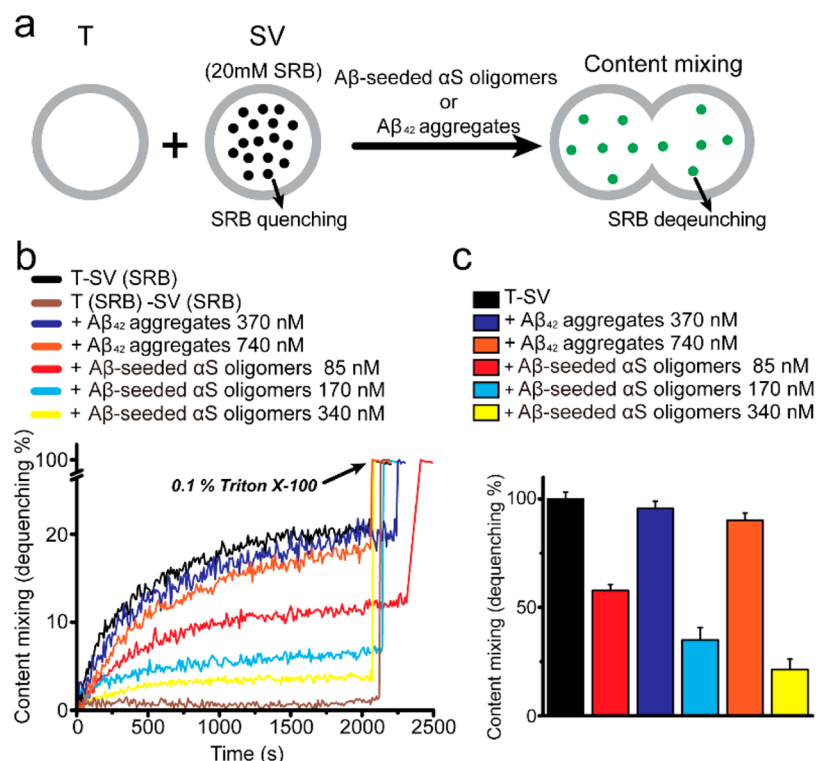 a
T
SV
(20mM SRB)
Aβ-seeded αS oligomers
or
Aβ₄₂ aggregates
Content mixing
SRB quenching
SRB deqeunching
b
T-SV (SRB)
T (SRB) -SV (SRB)
+ Aβ₄₂ aggregates 370 nM
+ Aβ₄₂ aggregates 740 nM
+ Aβ-seeded αS oligomers 85 nM
+ Aβ-seeded αS oligomers 170 nM
+ Aβ-seeded αS oligomers 340 nM
Content mixing (dequenching %)
100
20
10
0
0.1 % Triton X-100
0 500 1000 1500 2000 2500
Time (s)
c
T-SV
+ Aβ₄₂ aggregates 370 nM
+ Aβ₄₂ aggregates 740 nM
+ Aβ-seeded αS oligomers 85 nM
+ Aβ-seeded αS oligomers 170 nM
+ Aβ-seeded αS oligomers 340 nM
Content mixing (dequenching %)
100
50
0